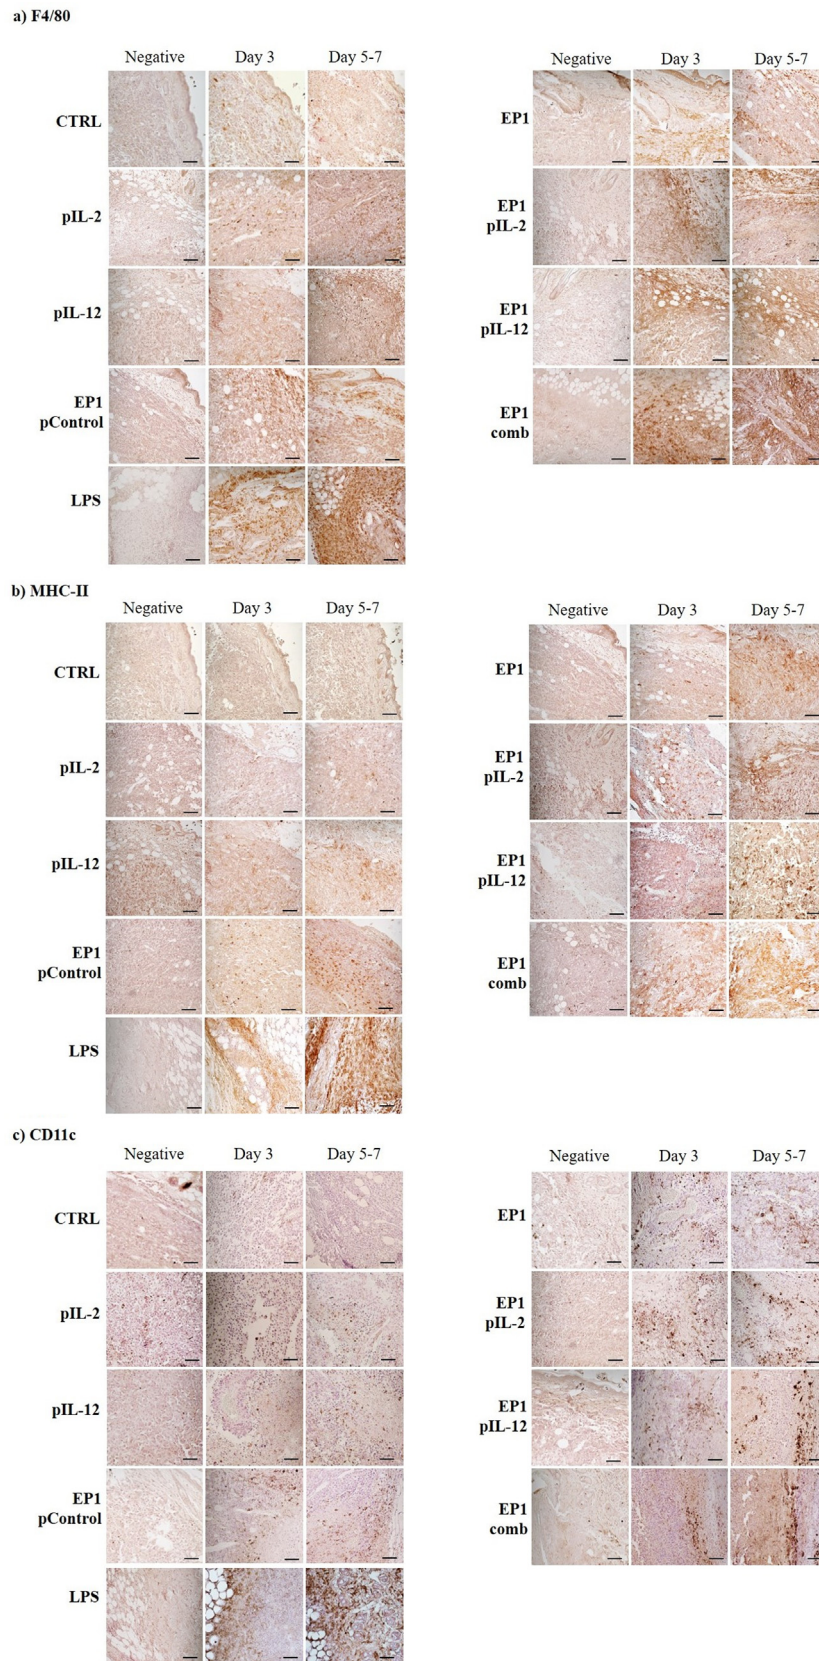 a) F4/80
Negative Day 3 Day 5-7
CTRL
pIL-2
pIL-12
EP1
pControl
LPS
Negative Day 3 Day 5-7
EP1
EP1
pIL-2
EP1
pIL-12
EP1
comb
b) MHC-II
Negative Day 3 Day 5-7
CTRL
pIL-2
pIL-12
EP1
pControl
LPS
Negative Day 3 Day 5-7
EP1
EP1
pIL-2
EP1
pIL-12
EP1
comb
c) CD11c
Negative Day 3 Day 5-7
CTRL
pIL-2
pIL-12
EP1
pControl
LPS
Negative Day 3 Day 5-7
EP1
EP1
pIL-2
EP1
pIL-12
EP1
comb